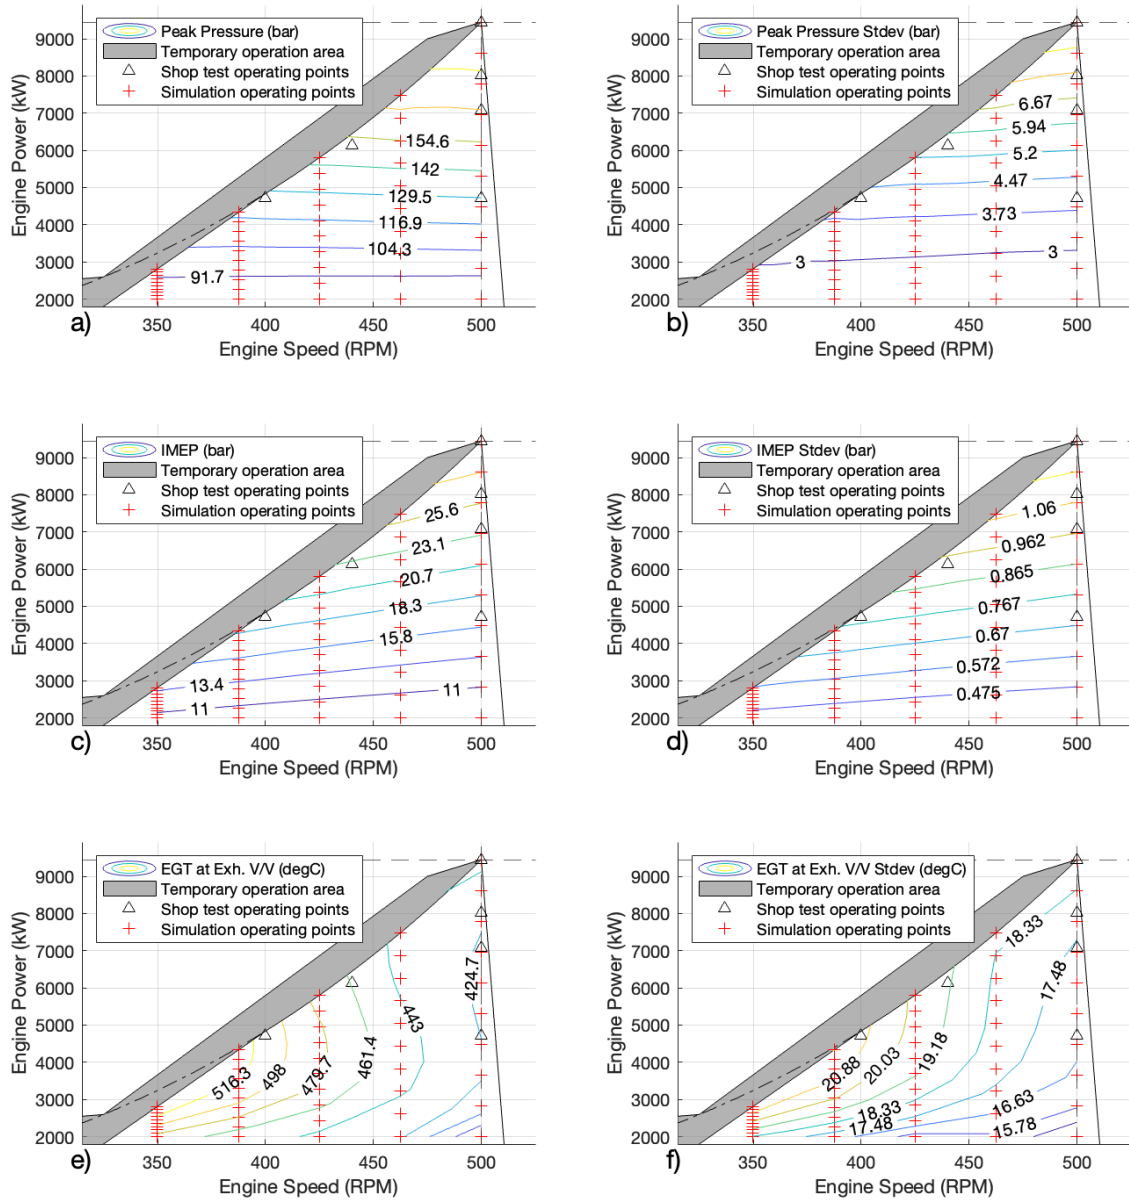 Peak Pressure (bar)
Temporary operation area
Shop test operating points
Simulation operating points
9000
8000
7000
6000
5000
4000
3000
2000
Engine Power (kW)
154.6
142
129.5
116.9
104.3
91.7
a)
350 400 450 500
Engine Speed (RPM)
Peak Pressure Stdev (bar)
Temporary operation area
Shop test operating points
Simulation operating points
9000
8000
7000
6000
5000
4000
3000
2000
Engine Power (kW)
6.67
5.94
5.2
4.47
3.73
3 3
b)
350 400 450 500
Engine Speed (RPM)
IMEP (bar)
Temporary operation area
Shop test operating points
Simulation operating points
9000
8000
7000
6000
5000
4000
3000
2000
Engine Power (kW)
25.6
23.1
20.7
18.3
15.8
13.4
11 11
c)
350 400 450 500
Engine Speed (RPM)
IMEP Stdev (bar)
Temporary operation area
Shop test operating points
Simulation operating points
9000
8000
7000
6000
5000
4000
3000
2000
Engine Power (kW)
1.06
0.962
0.865
0.767
0.67
0.572
0.475
d)
350 400 450 500
Engine Speed (RPM)
EGT at Exh. V/V (degC)
Temporary operation area
Shop test operating points
Simulation operating points
9000
8000
7000
6000
5000
4000
3000
2000
Engine Power (kW)
424.7
443
461.4
479.7
498
516.3
e)
350 400 450 500
Engine Speed (RPM)
EGT at Exh. V/V Stdev (degC)
Temporary operation area
Shop test operating points
Simulation operating points
9000
8000
7000
6000
5000
4000
3000
2000
Engine Power (kW)
18.33
17.48
19.18
20.03
20.88
18.33
17.48
16.63
15.78
f)
350 400 450 500
Engine Speed (RPM)